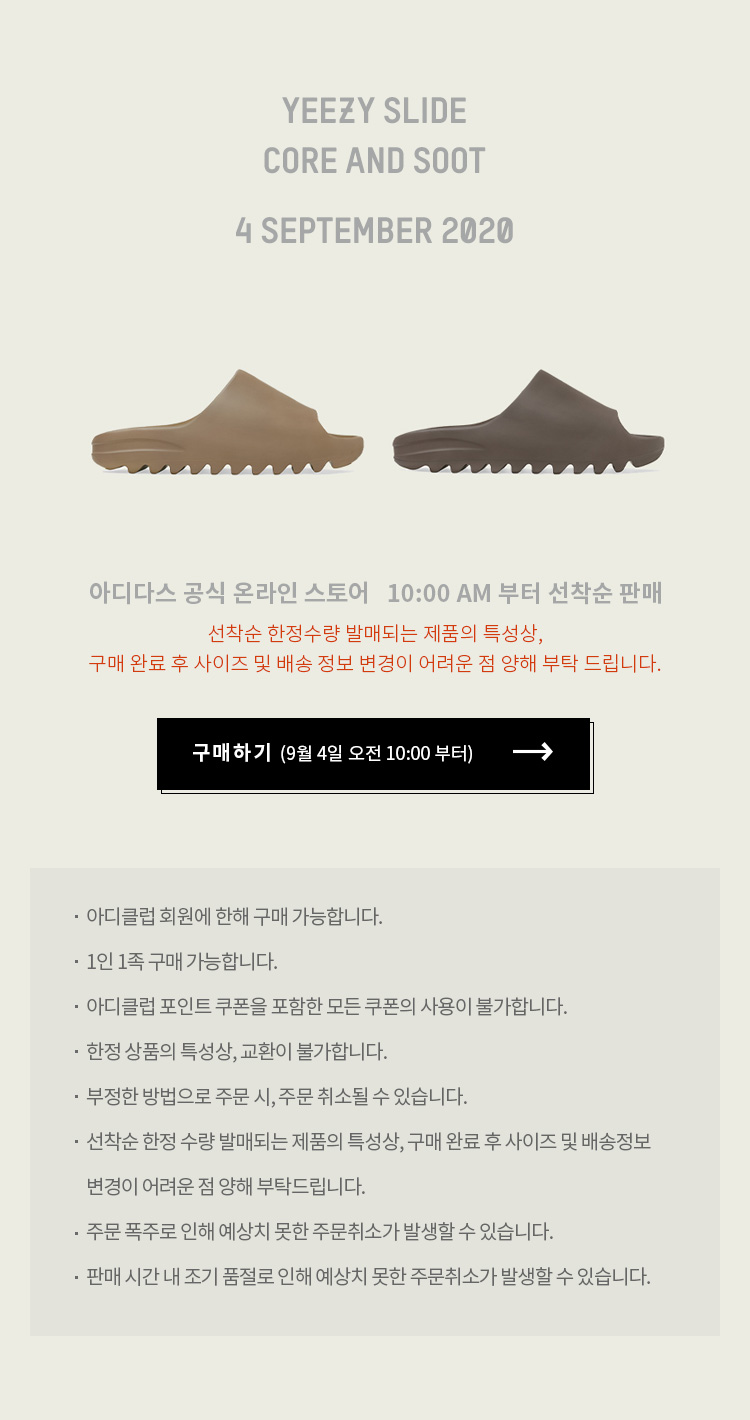 YEEZY SLIDE
CORE AND SOOT
4 SEPTEMBER 2020
아디다스 공식 온라인 스토어 10:00 AM 부터 선착순 판매
선착순 한정수량 발매되는 제품의 특성상,
구매 완료 후 사이즈 및 배송 정보 변경이 어려운 점 양해 부탁 드립니다.
구매하기 (9월 4일 오전 10:00 부터)
· 아디클럽 회원에 한해 구매 가능합니다.
· 1인 1족 구매 가능합니다.
· 아디클럽 포인트 쿠폰을 포함한 모든 쿠폰의 사용이 불가합니다.
· 한정 상품의 특성상, 교환이 불가합니다.
· 부정한 방법으로 주문 시, 주문 취소될 수 있습니다.
· 선착순 한정 수량 발매되는 제품의 특성상, 구매 완료 후 사이즈 및 배송정보
변경이 어려운 점 양해 부탁드립니다.
· 주문 폭주로 인해 예상치 못한 주문취소가 발생할 수 있습니다.
· 판매 시간 내 조기 품절로 인해 예상치 못한 주문취소가 발생할 수 있습니다.